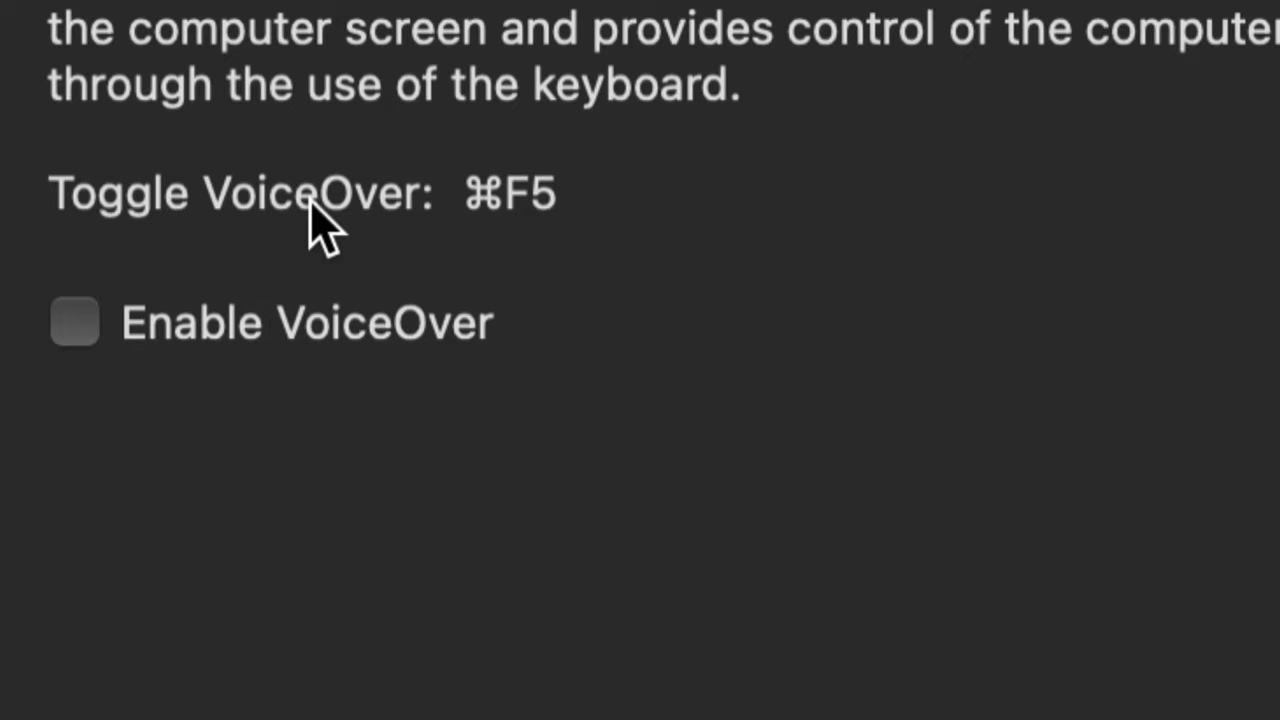 the computer screen and provides control of the computer
through the use of the keyboard.
Toggle VoiceOver: ⌘F5
Enable VoiceOver